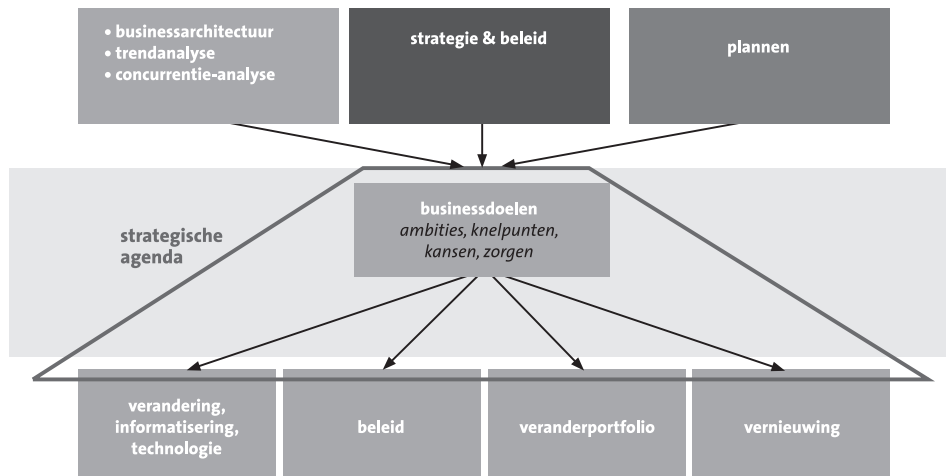 • businessarchitectuur
• trendanalyse
• concurrentie-analyse
strategie & beleid
plannen
businessdoelen
ambities, knelpunten,
kansen, zorgen
strategische
agenda
verandering,
informatisering,
technologie
beleid
veranderportfolio
vernieuwing